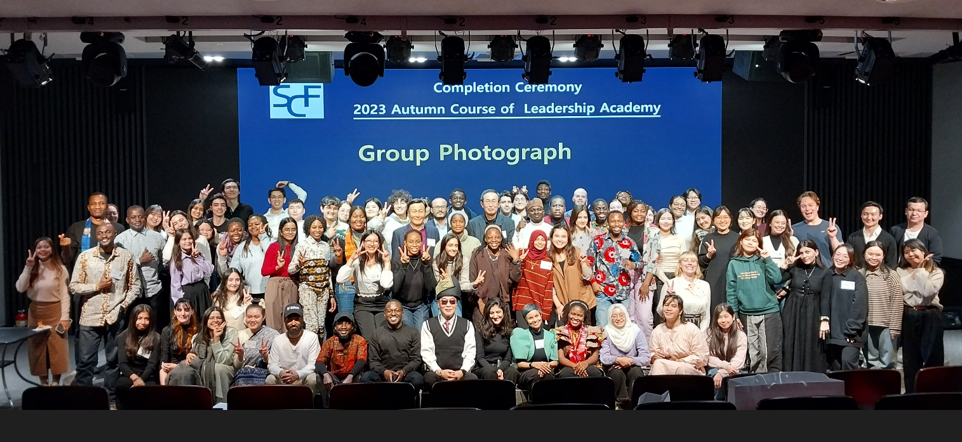 SCF
Completion Ceremony
2023 Autumn Course of Leadership Academy
Group Photograph